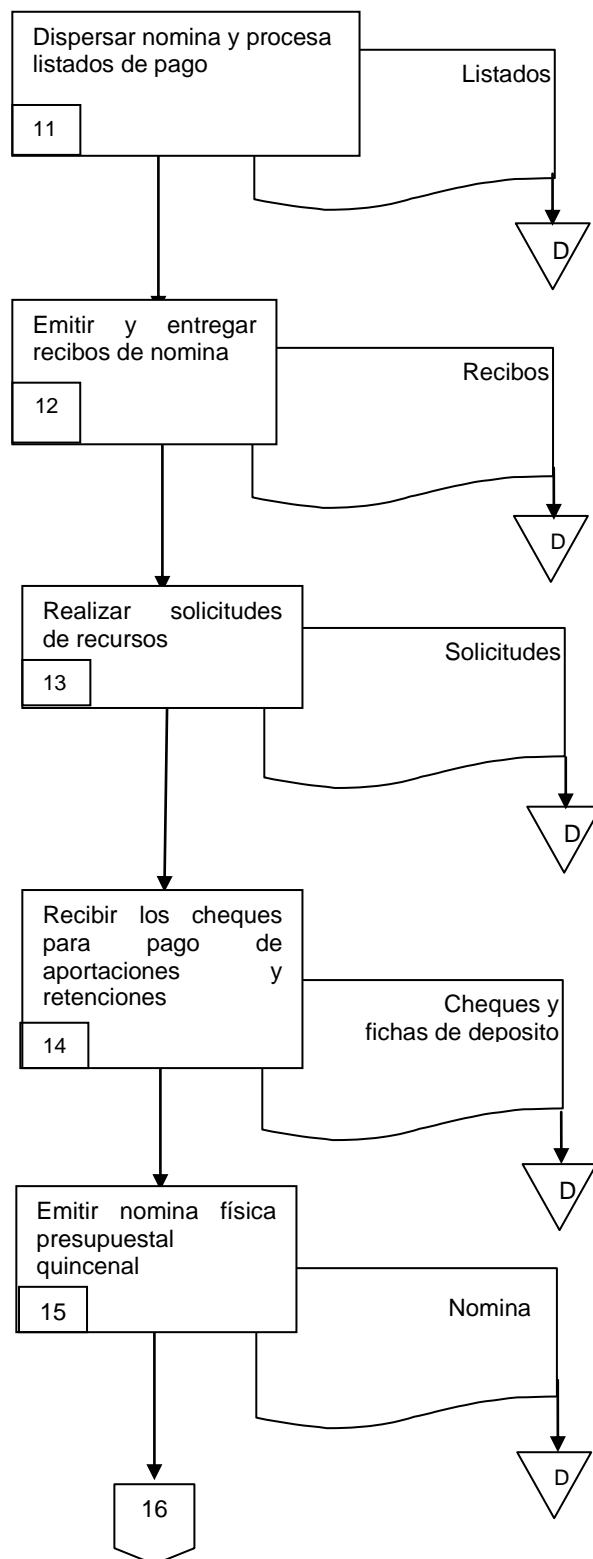 Dispersar nomina y procesa
listados de pago
11
Listados
D
Emitir y entregar
recibos de nomina
12
Recibos
D
Realizar solicitudes
de recursos
13
Solicitudes
D
Recibir los cheques
para pago de
aportaciones y
retenciones
14
Cheques y
fichas de deposito
D
Emitir nomina física
presupuestal
quincenal
15
Nomina
D
16